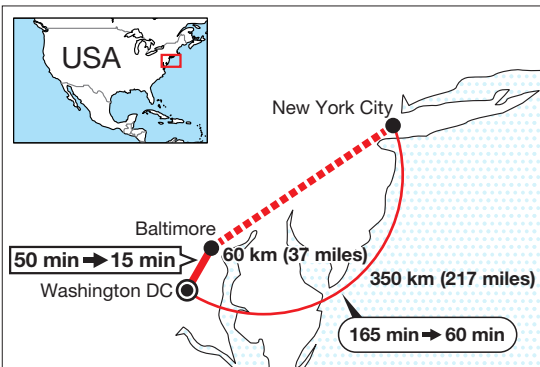 USA
New York City
Baltimore
60 km (37 miles)
50 min → 15 min
Washington DC
350 km (217 miles)
165 min → 60 min